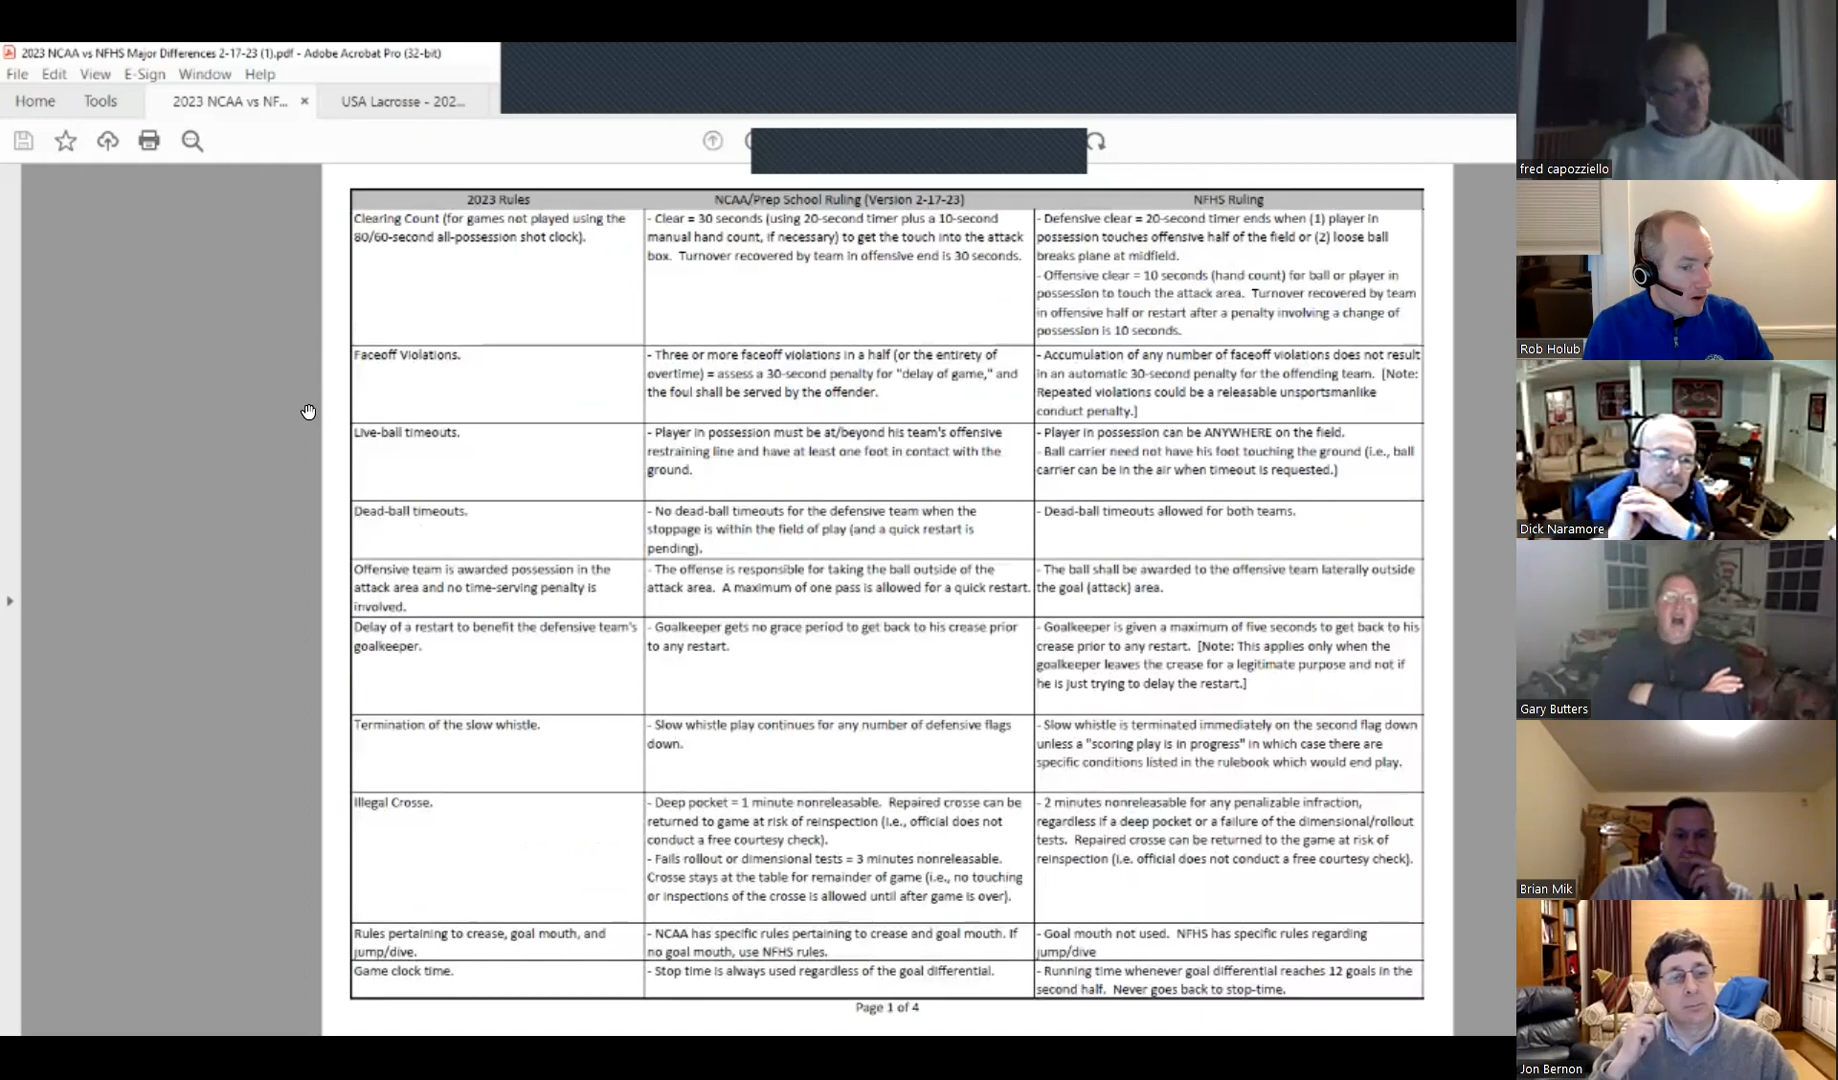 2023 NCAA vs NFHS Major Differences 2-17-23 (1).pdf - Adobe Acrobat Pro (32-bit)
File Edit View E-Sign Window Help
Home Tools 2023 NCAA vs NF... × USA Lacrosse - 202...
2023 Rules NCAA/Prep School Ruling (Version 2-17-23) NFHS Ruling
Clearing Count (for games not played using the
80/60-second all-possession shot clock).
- Clear = 30 seconds (using 20-second timer plus a 10-second
manual hand count, if necessary) to get the touch into the attack
box. Turnover recovered by team in offensive end is 30 seconds.
- Defensive clear = 20-second timer ends when (1) player in
possession touches offensive half of the field or (2) loose ball
breaks plane at midfield.
- Offensive clear = 10 seconds (hand count) for ball or player in
possession to touch the attack area. Turnover recovered by team
in offensive half or restart after a penalty involving a change of
possession is 10 seconds.
Faceoff Violations.
- Three or more faceoff violations in a half (or the entirety of
overtime) = assess a 30-second penalty for "delay of game," and
the foul shall be served by the offender.
- Accumulation of any number of faceoff violations does not result
in an automatic 30-second penalty for the offending team. [Note:
Repeated violations could be a releasable unsportsmanlike
conduct penalty.]
Live-ball timeouts.
- Player in possession must be at/beyond his team's offensive
restraining line and have at least one foot in contact with the
ground.
- Player in possession can be ANYWHERE on the field.
- Ball carrier need not have his foot touching the ground (i.e., ball
carrier can be in the air when timeout is requested.)
Dead-ball timeouts.
- No dead-ball timeouts for the defensive team when the
stoppage is within the field of play (and a quick restart is
pending).
- Dead-ball timeouts allowed for both teams.
Offensive team is awarded possession in the
attack area and no time-serving penalty is
involved.
- The offense is responsible for taking the ball outside of the
attack area. A maximum of one pass is allowed for a quick restart.
- The ball shall be awarded to the offensive team laterally outside
the goal (attack) area.
Delay of a restart to benefit the defensive team's
goalkeeper.
- Goalkeeper gets no grace period to get back to his crease prior
to any restart.
- Goalkeeper is given a maximum of five seconds to get back to his
crease prior to any restart. [Note: This applies only when the
goalkeeper leaves the crease for a legitimate purpose and not if
he is just trying to delay the restart.]
Termination of the slow whistle.
- Slow whistle play continues for any number of defensive flags
down.
- Slow whistle is terminated immediately on the second flag down
unless a "scoring play is in progress" in which case there are
specific conditions listed in the rulebook which would end play.
Illegal Crosse.
- Deep pocket = 1 minute nonreleasable. Repaired crosse can be
returned to game at risk of reinspection (i.e., official does not
conduct a free courtesy check).
- Fails rollout or dimensional tests = 3 minutes nonreleasable.
Crosse stays at the table for remainder of game (i.e., no touching
or inspections of the crosse is allowed until after game is over).
- 2 minutes nonreleasable for any penalizable infraction,
regardless if a deep pocket or a failure of the dimensional/rollout
tests. Repaired crosse can be returned to the game at risk of
reinspection (i.e. official does not conduct a free courtesy check).
Rules pertaining to crease, goal mouth, and
jump/dive.
- NCAA has specific rules pertaining to crease and goal mouth. If
no goal mouth, use NFHS rules.
- Goal mouth not used. NFHS has specific rules regarding
jump/dive
Game clock time.
- Stop time is always used regardless of the goal differential.
- Running time whenever goal differential reaches 12 goals in the
second half. Never goes back to stop-time.
Page 1 of 4
fred capozziello
Rob Holub
Dick Naramore
Gary Butters
Brian Mik
Jon Bernon